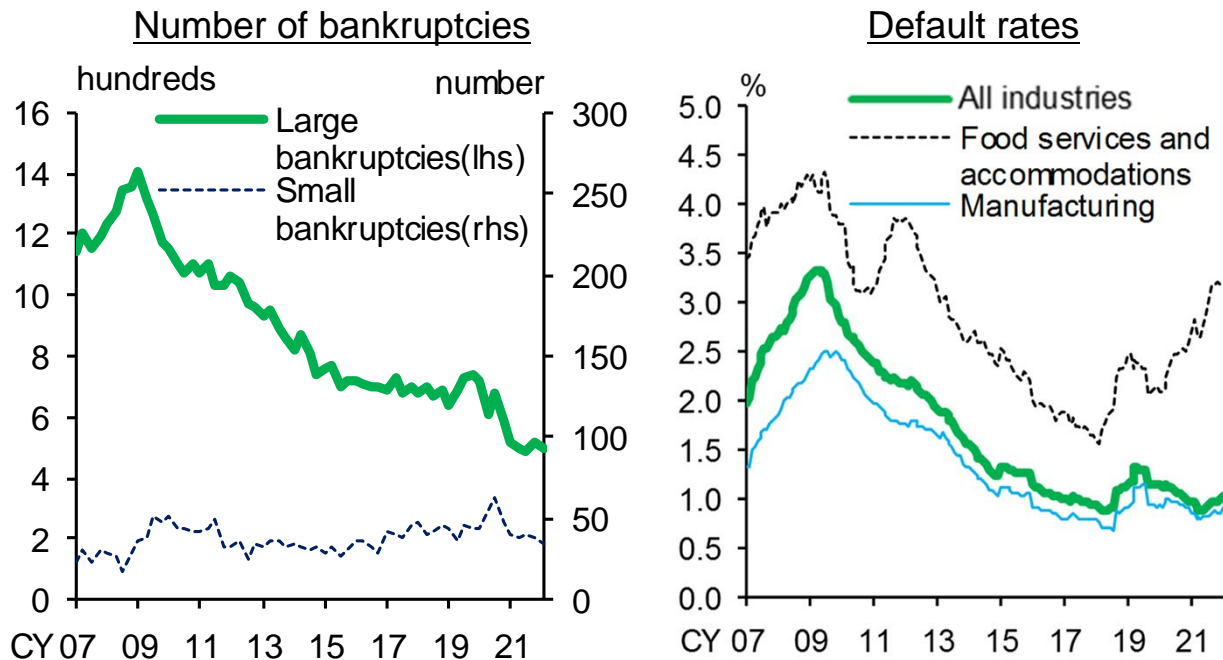 Number of bankruptcies
hundreds
number
16
14
12
10
8
6
4
2
0
300
250
200
150
100
50
0
Large
bankruptcies(lhs)
Small
bankruptcies(rhs)
CY 07 09 11 13 15 17 19 21
Default rates
%
5.0
4.5
4.0
3.5
3.0
2.5
2.0
1.5
1.0
0.5
0.0
All industries
Food services and
accommodations
Manufacturing
CY 07 09 11 13 15 17 19 21